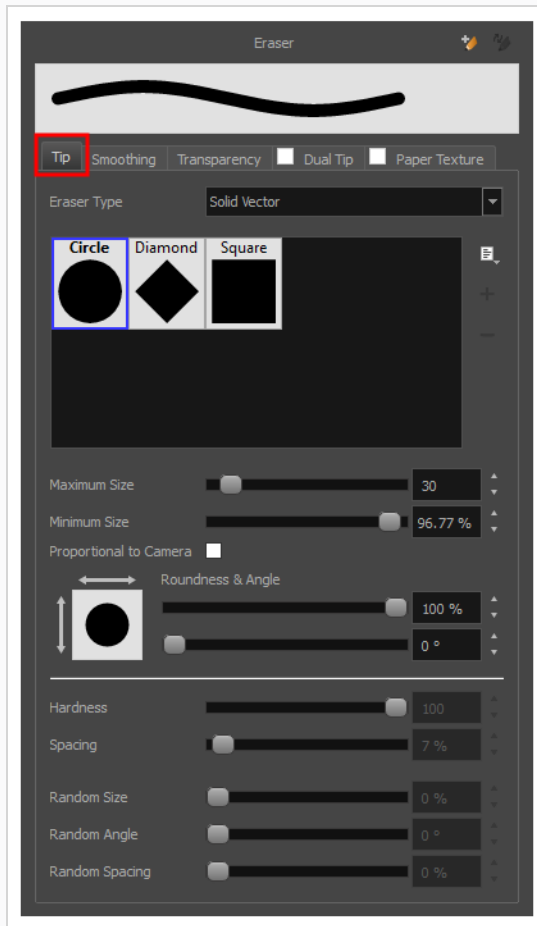 Eraser
Tip Smoothing Transparency Dual Tip Paper Texture
Eraser Type Solid Vector
Circle Diamond Square
Maximum Size 30
Minimum Size 96.77 %
Proportional to Camera
Roundness & Angle
100 %
0 °
Hardness 100
Spacing 7 %
Random Size 0 %
Random Angle 0 °
Random Spacing 0 %